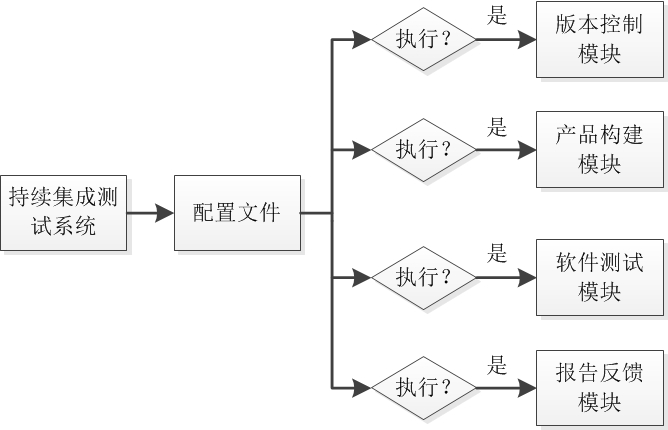 持续集成测
试系统
配置文件
执行？
是
版本控制
模块
执行？
是
产品构建
模块
执行？
是
软件测试
模块
执行？
是
报告反馈
模块